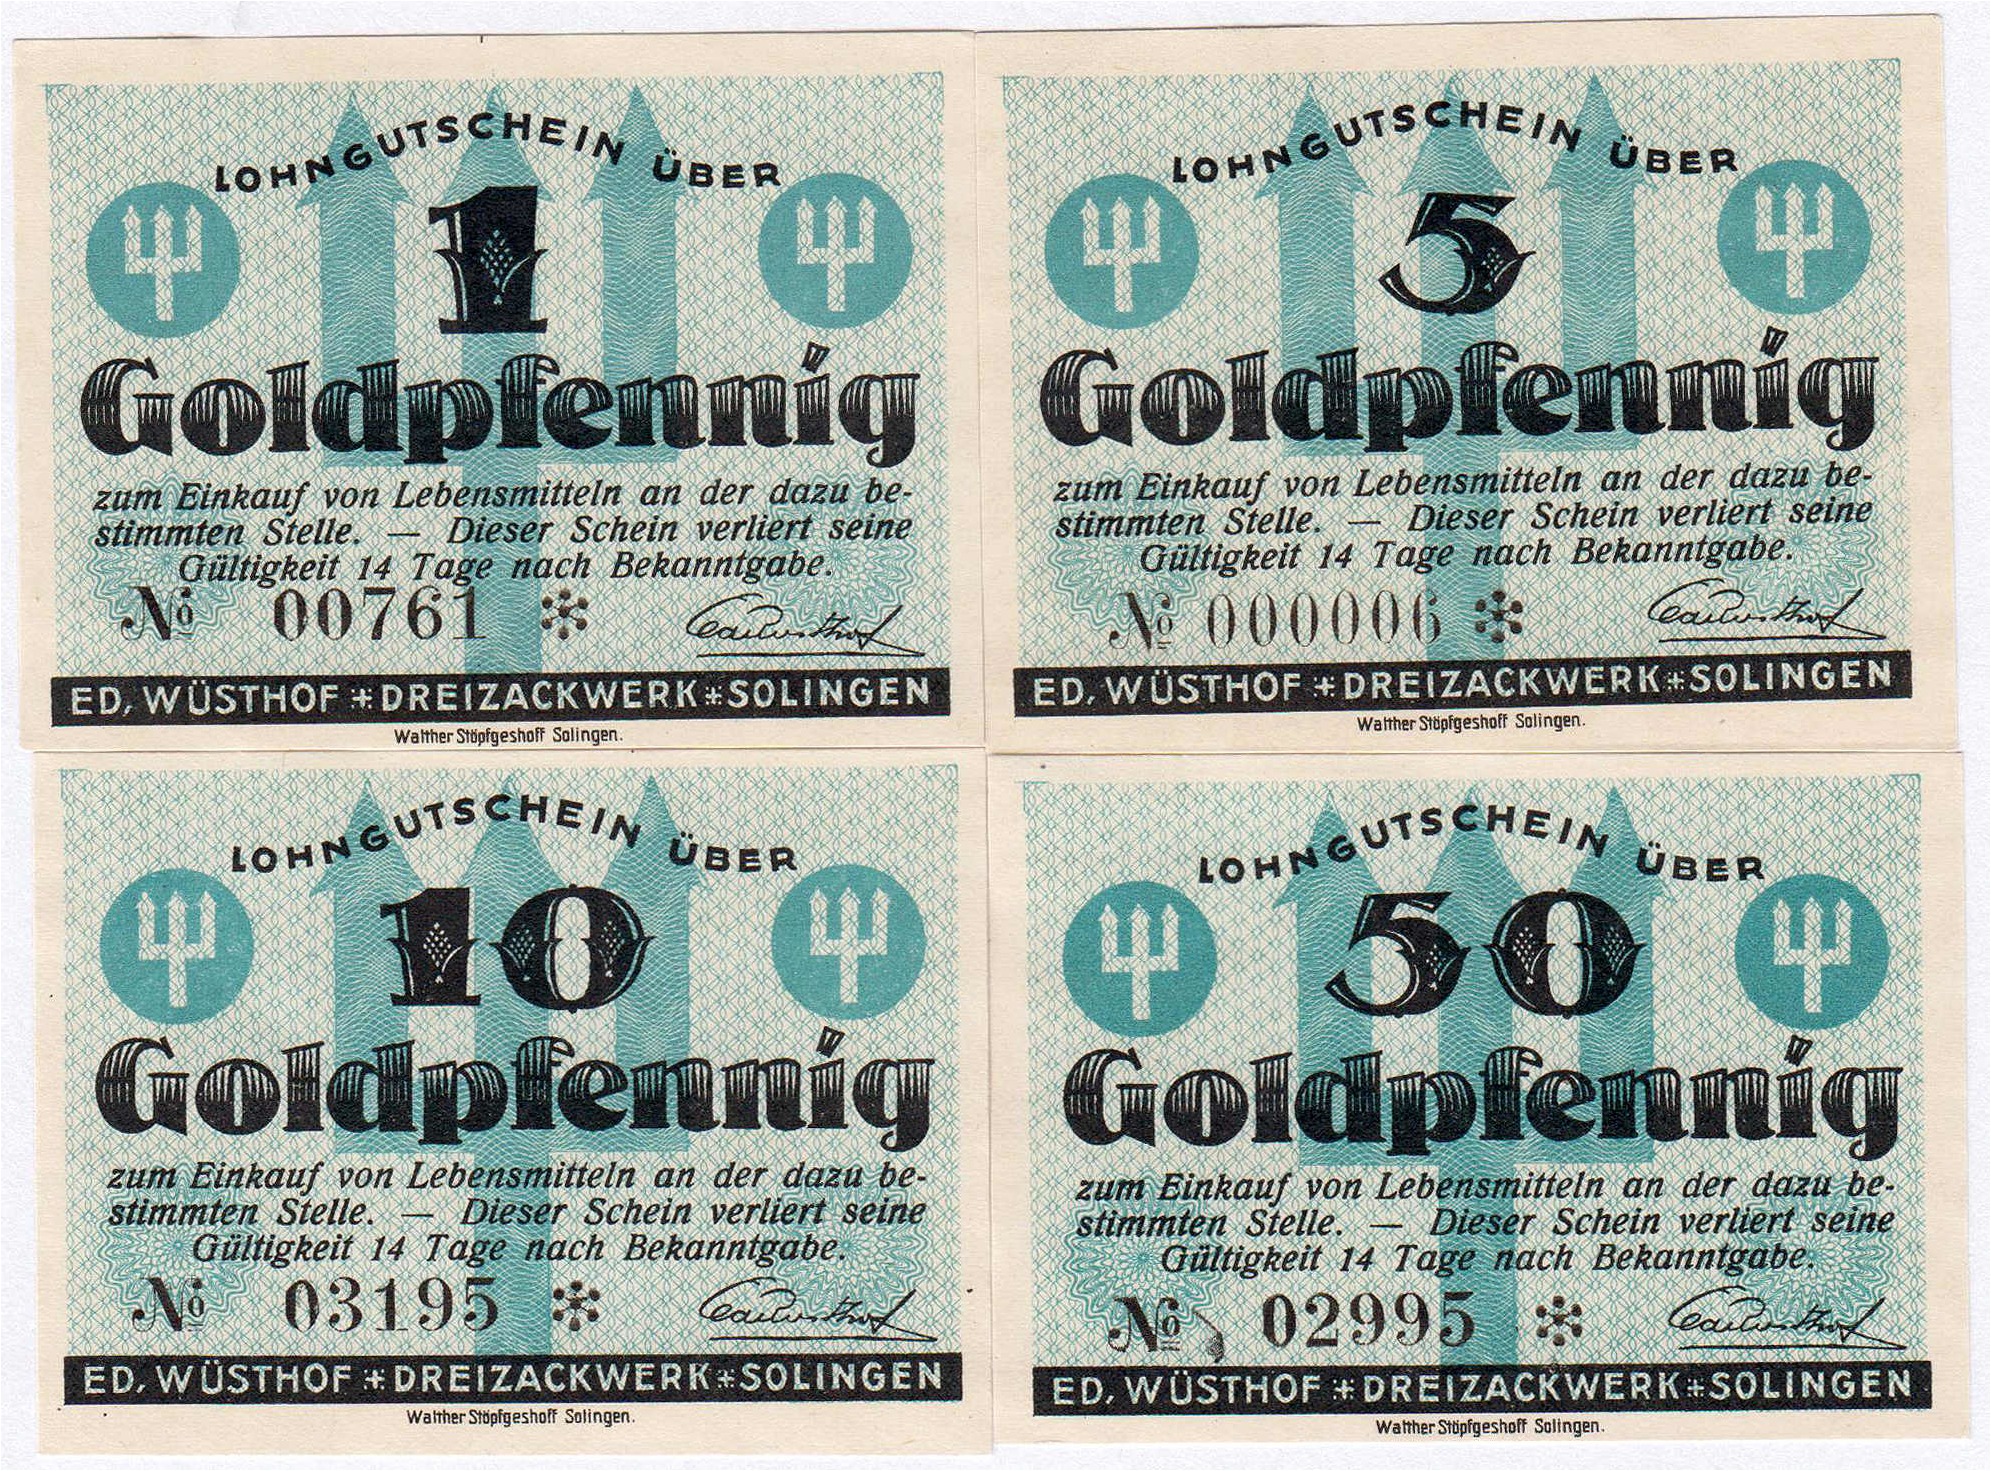 LOHNGUTSCHEIN ÜBER
1
Goldpfennig
zum Einkauf von Lebensmitteln an der dazu be-
stimmten Stelle. — Dieser Schein verliert seine
Gültigkeit 14 Tage nach Bekanntgabe.
No 00761
ED. WÜSTHOF * DREIZACKWERK * SOLINGEN
Walther Stöpfgeshoff Solingen.
LOHNGUTSCHEIN ÜBER
5
Goldpfennig
zum Einkauf von Lebensmitteln an der dazu be-
stimmten Stelle. — Dieser Schein verliert seine
Gültigkeit 14 Tage nach Bekanntgabe.
No 000006
ED. WÜSTHOF * DREIZACKWERK * SOLINGEN
Walther Stöpfgeshoff Solingen.
LOHNGUTSCHEIN ÜBER
10
Goldpfennig
zum Einkauf von Lebensmitteln an der dazu be-
stimmten Stelle. — Dieser Schein verliert seine
Gültigkeit 14 Tage nach Bekanntgabe.
No 03195
ED. WÜSTHOF * DREIZACKWERK * SOLINGEN
Walther Stöpfgeshoff Solingen.
LOHNGUTSCHEIN ÜBER
50
Goldpfennig
zum Einkauf von Lebensmitteln an der dazu be-
stimmten Stelle. — Dieser Schein verliert seine
Gültigkeit 14 Tage nach Bekanntgabe.
No 02995
ED. WÜSTHOF * DREIZACKWERK * SOLINGEN
Walther Stöpfgeshoff Solingen.